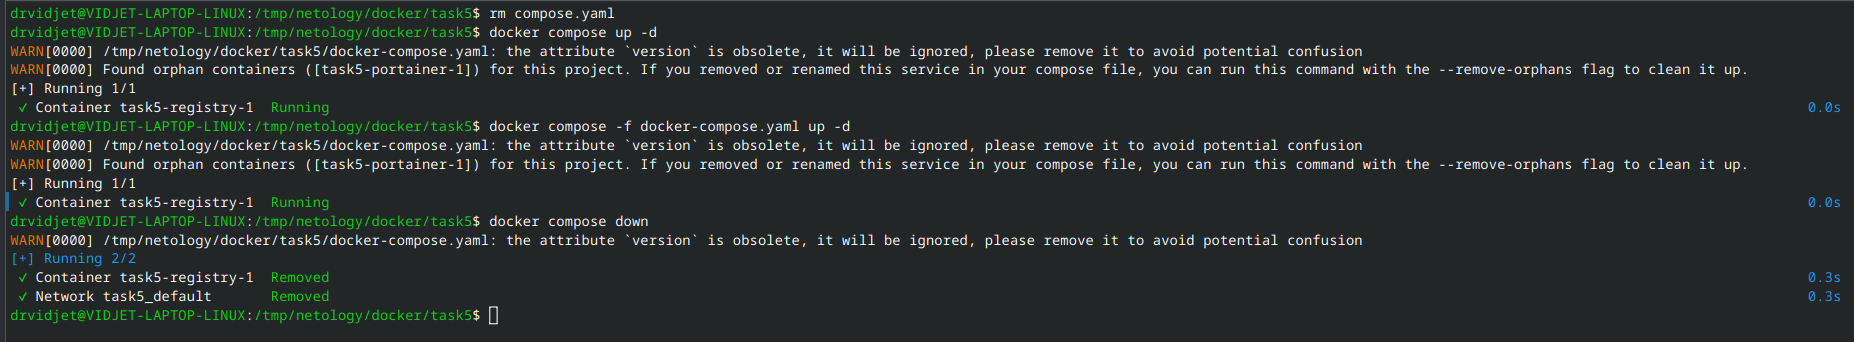 drvidjet@VIDJET-LAPTOP-LINUX:/tmp/netology/docker/task5$ rm compose.yaml
drvidjet@VIDJET-LAPTOP-LINUX:/tmp/netology/docker/task5$ docker compose up -d
WARN[0000] /tmp/netology/docker/task5/docker-compose.yaml: the attribute `version` is obsolete, it will be ignored, please remove it to avoid potential confusion
WARN[0000] Found orphan containers ([task5-portainer-1]) for this project. If you removed or renamed this service in your compose file, you can run this command with the --remove-orphans flag to clean it up.
[+] Running 1/1
✓ Container task5-registry-1  Running 0.0s
drvidjet@VIDJET-LAPTOP-LINUX:/tmp/netology/docker/task5$ docker compose -f docker-compose.yaml up -d
WARN[0000] /tmp/netology/docker/task5/docker-compose.yaml: the attribute `version` is obsolete, it will be ignored, please remove it to avoid potential confusion
WARN[0000] Found orphan containers ([task5-portainer-1]) for this project. If you removed or renamed this service in your compose file, you can run this command with the --remove-orphans flag to clean it up.
[+] Running 1/1
✓ Container task5-registry-1  Running 0.0s
drvidjet@VIDJET-LAPTOP-LINUX:/tmp/netology/docker/task5$ docker compose down
WARN[0000] /tmp/netology/docker/task5/docker-compose.yaml: the attribute `version` is obsolete, it will be ignored, please remove it to avoid potential confusion
[+] Running 2/2
✓ Container task5-registry-1  Removed 0.3s
✓ Network task5_default       Removed 0.3s
drvidjet@VIDJET-LAPTOP-LINUX:/tmp/netology/docker/task5$